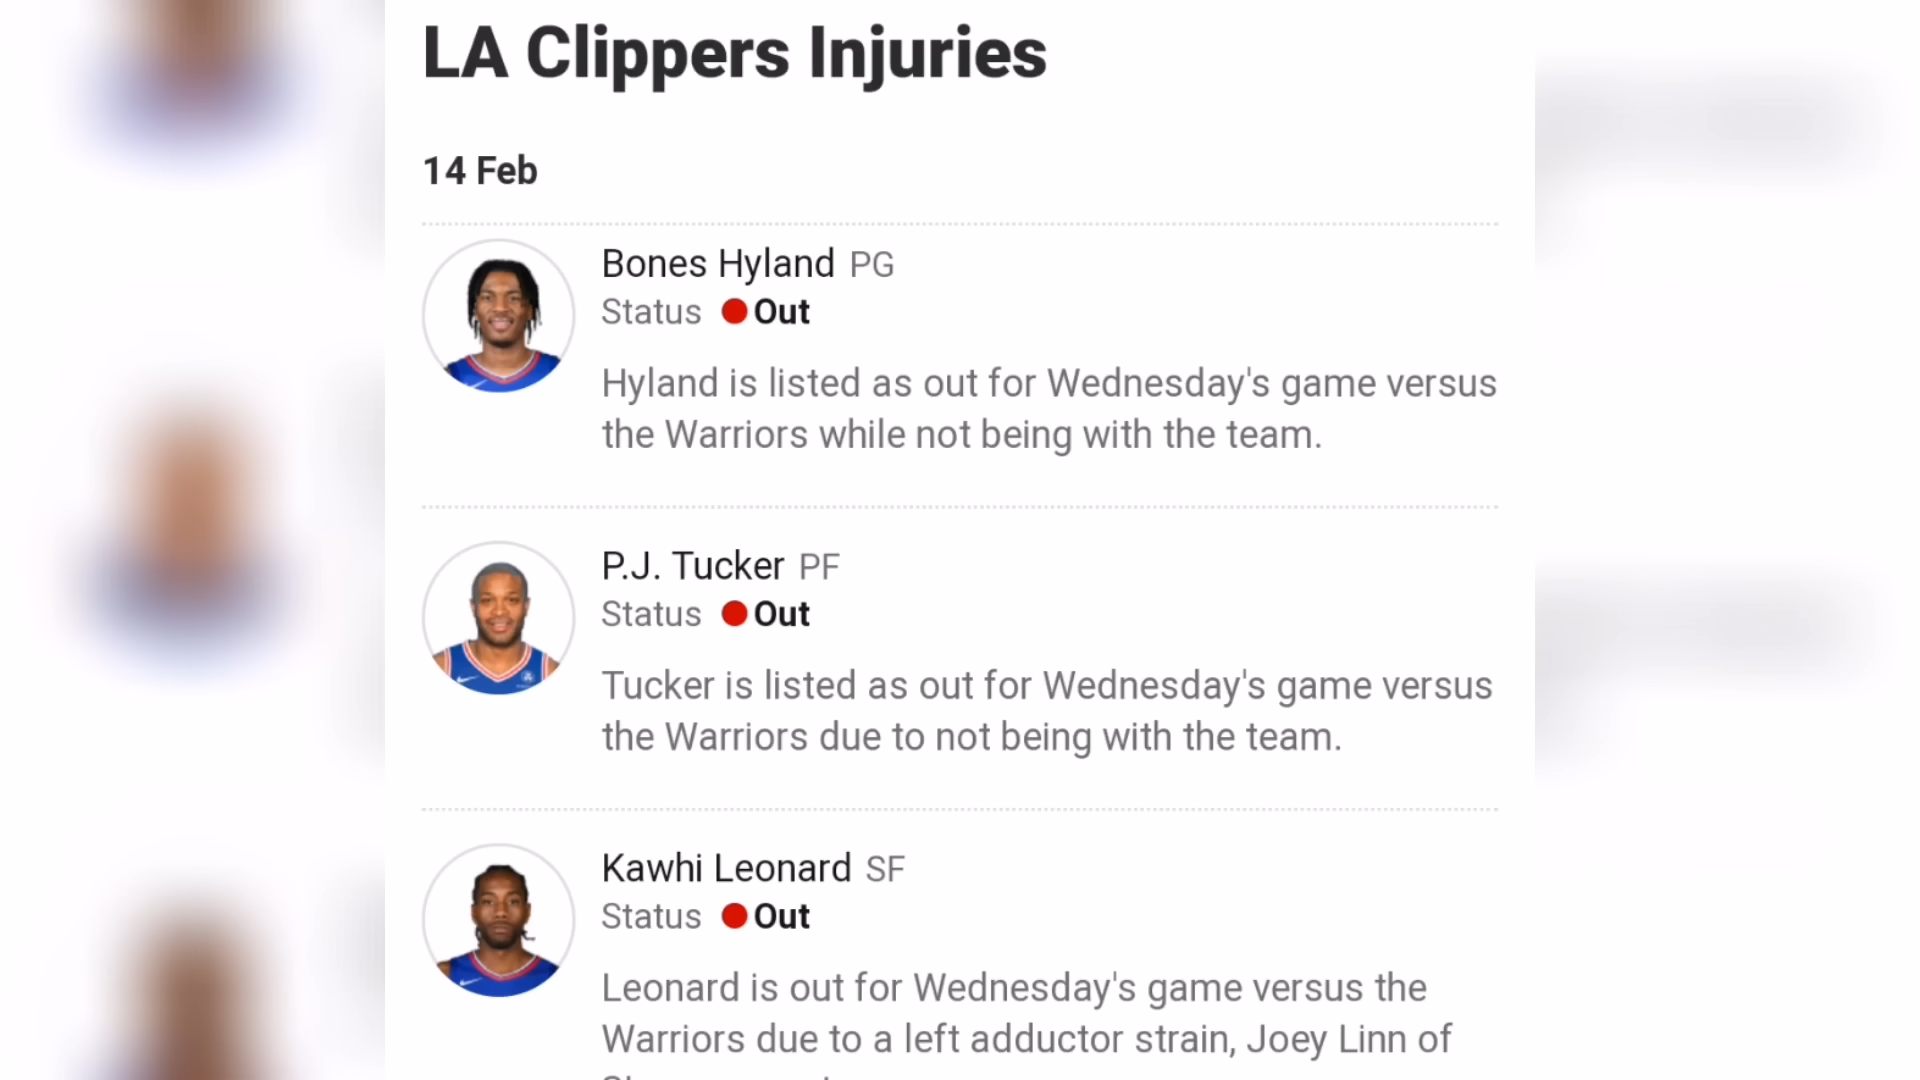 LA Clippers Injuries
14 Feb
Bones Hyland PG
Status Out
Hyland is listed as out for Wednesday's game versus
the Warriors while not being with the team.
P.J. Tucker PF
Status Out
Tucker is listed as out for Wednesday's game versus
the Warriors due to not being with the team.
Kawhi Leonard SF
Status Out
Leonard is out for Wednesday's game versus the
Warriors due to a left adductor strain, Joey Linn of